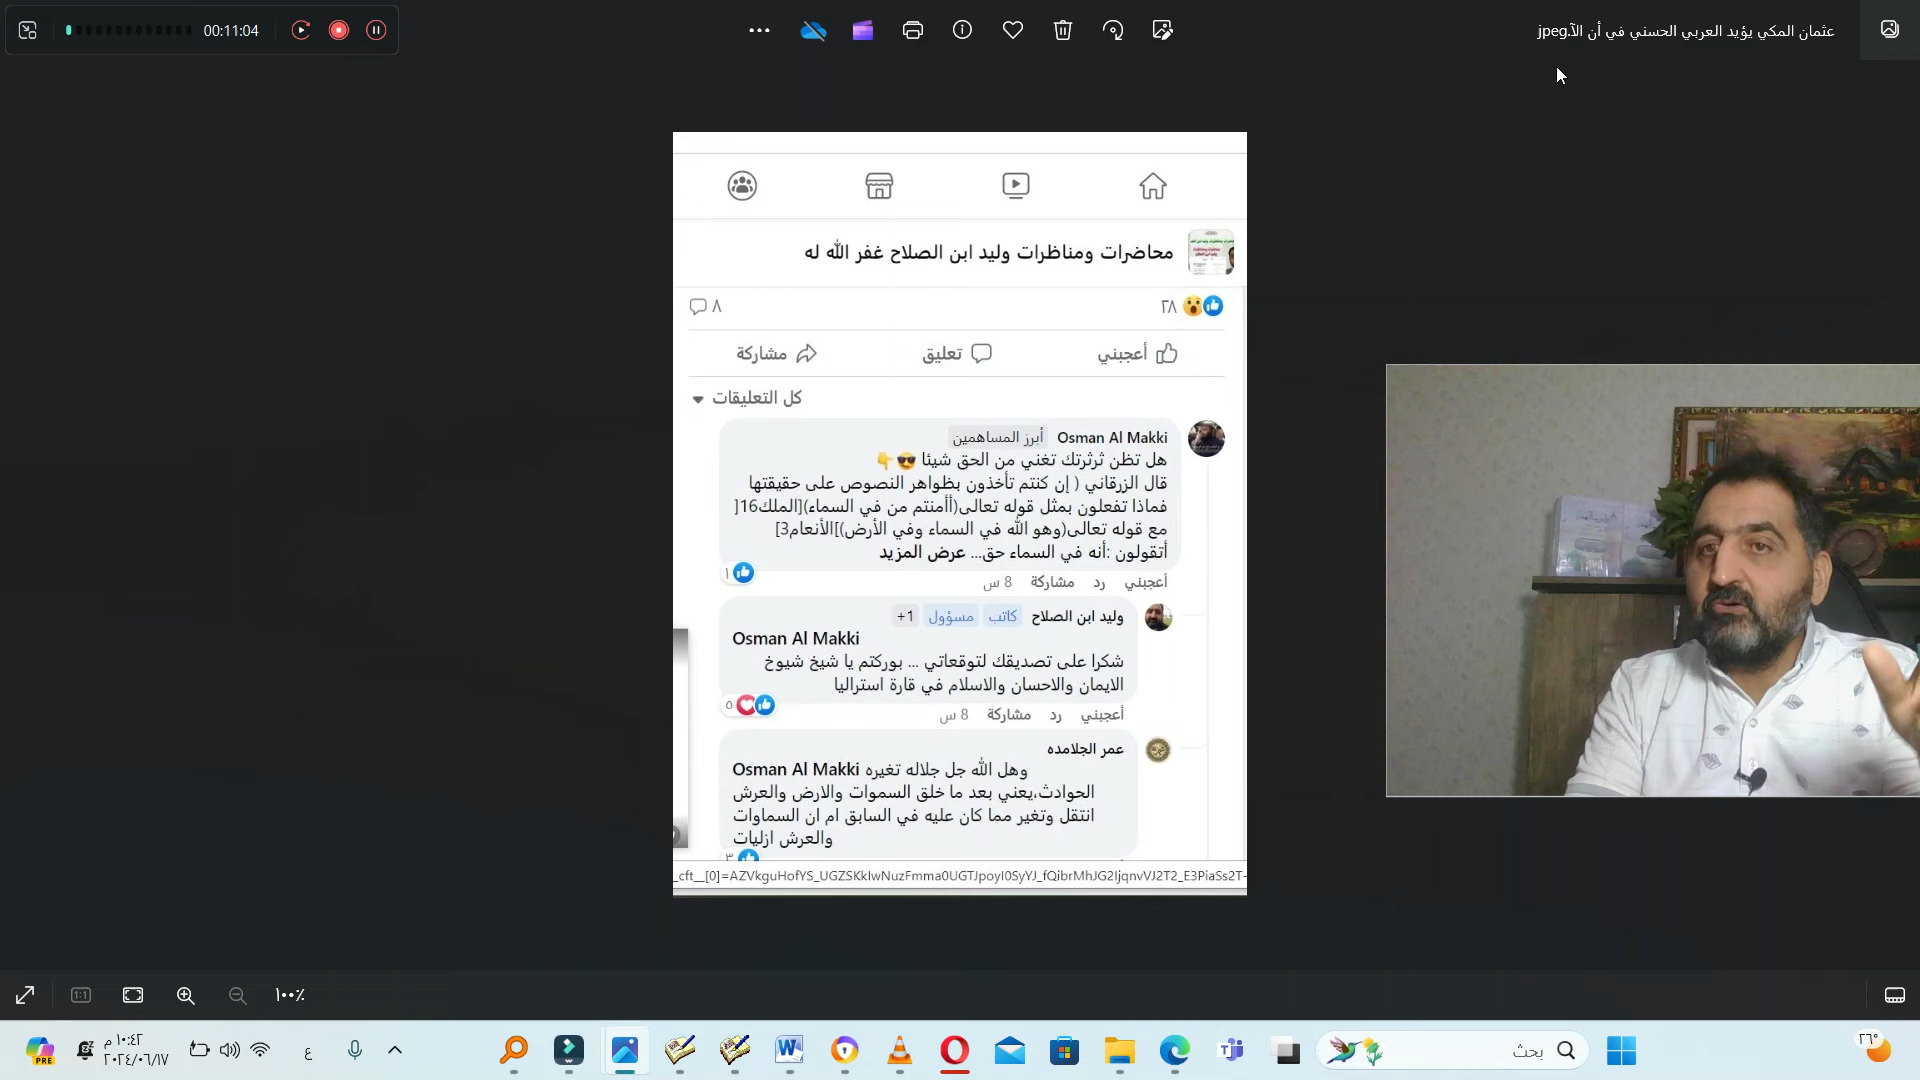 00:11:04
عثمان المكي يؤيد العربي الحسني في أن الآ.jpeg
محاضرات ومناظرات وليد ابن الصلاح غفر الله له
٢٨
٨
أعجبني
تعليق
مشاركة
كل التعليقات
Osman Al Makki أبرز المساهمين
هل تظن ثرثرتك تغني من الحق شيئا 😎👇
قال الزرقاني ( إن كنتم تأخذون بظواهر النصوص على حقيقتها
فماذا تفعلون بمثل قوله تعالى(أأمنتم من في السماء)[الملك16]
مع قوله تعالى(وهو الله في السماء وفي الأرض)[الأنعام3]
أتقولون :أنه في السماء حق... عرض المزيد
١
أعجبني رد مشاركة 8 س
وليد ابن الصلاح كاتب مسؤول +1
Osman Al Makki
شكرا على تصديقك لتوقعاتي ... بوركتم يا شيخ شيوخ
الايمان والاحسان والاسلام في قارة استراليا
٥
أعجبني رد مشاركة 8 س
عمر الجلامده
Osman Al Makki وهل الله جل جلاله تغيره
الحوادث،يعني بعد ما خلق السموات والارض والعرش
انتقل وتغير مما كان عليه في السابق ام ان السماوات
والعرش ازليات
٣
١٠٠٪
1:1
بحث
٢٦°
ع
١٠:٤٢ م
٢٠٢٤/٠٦/١٧
PRE